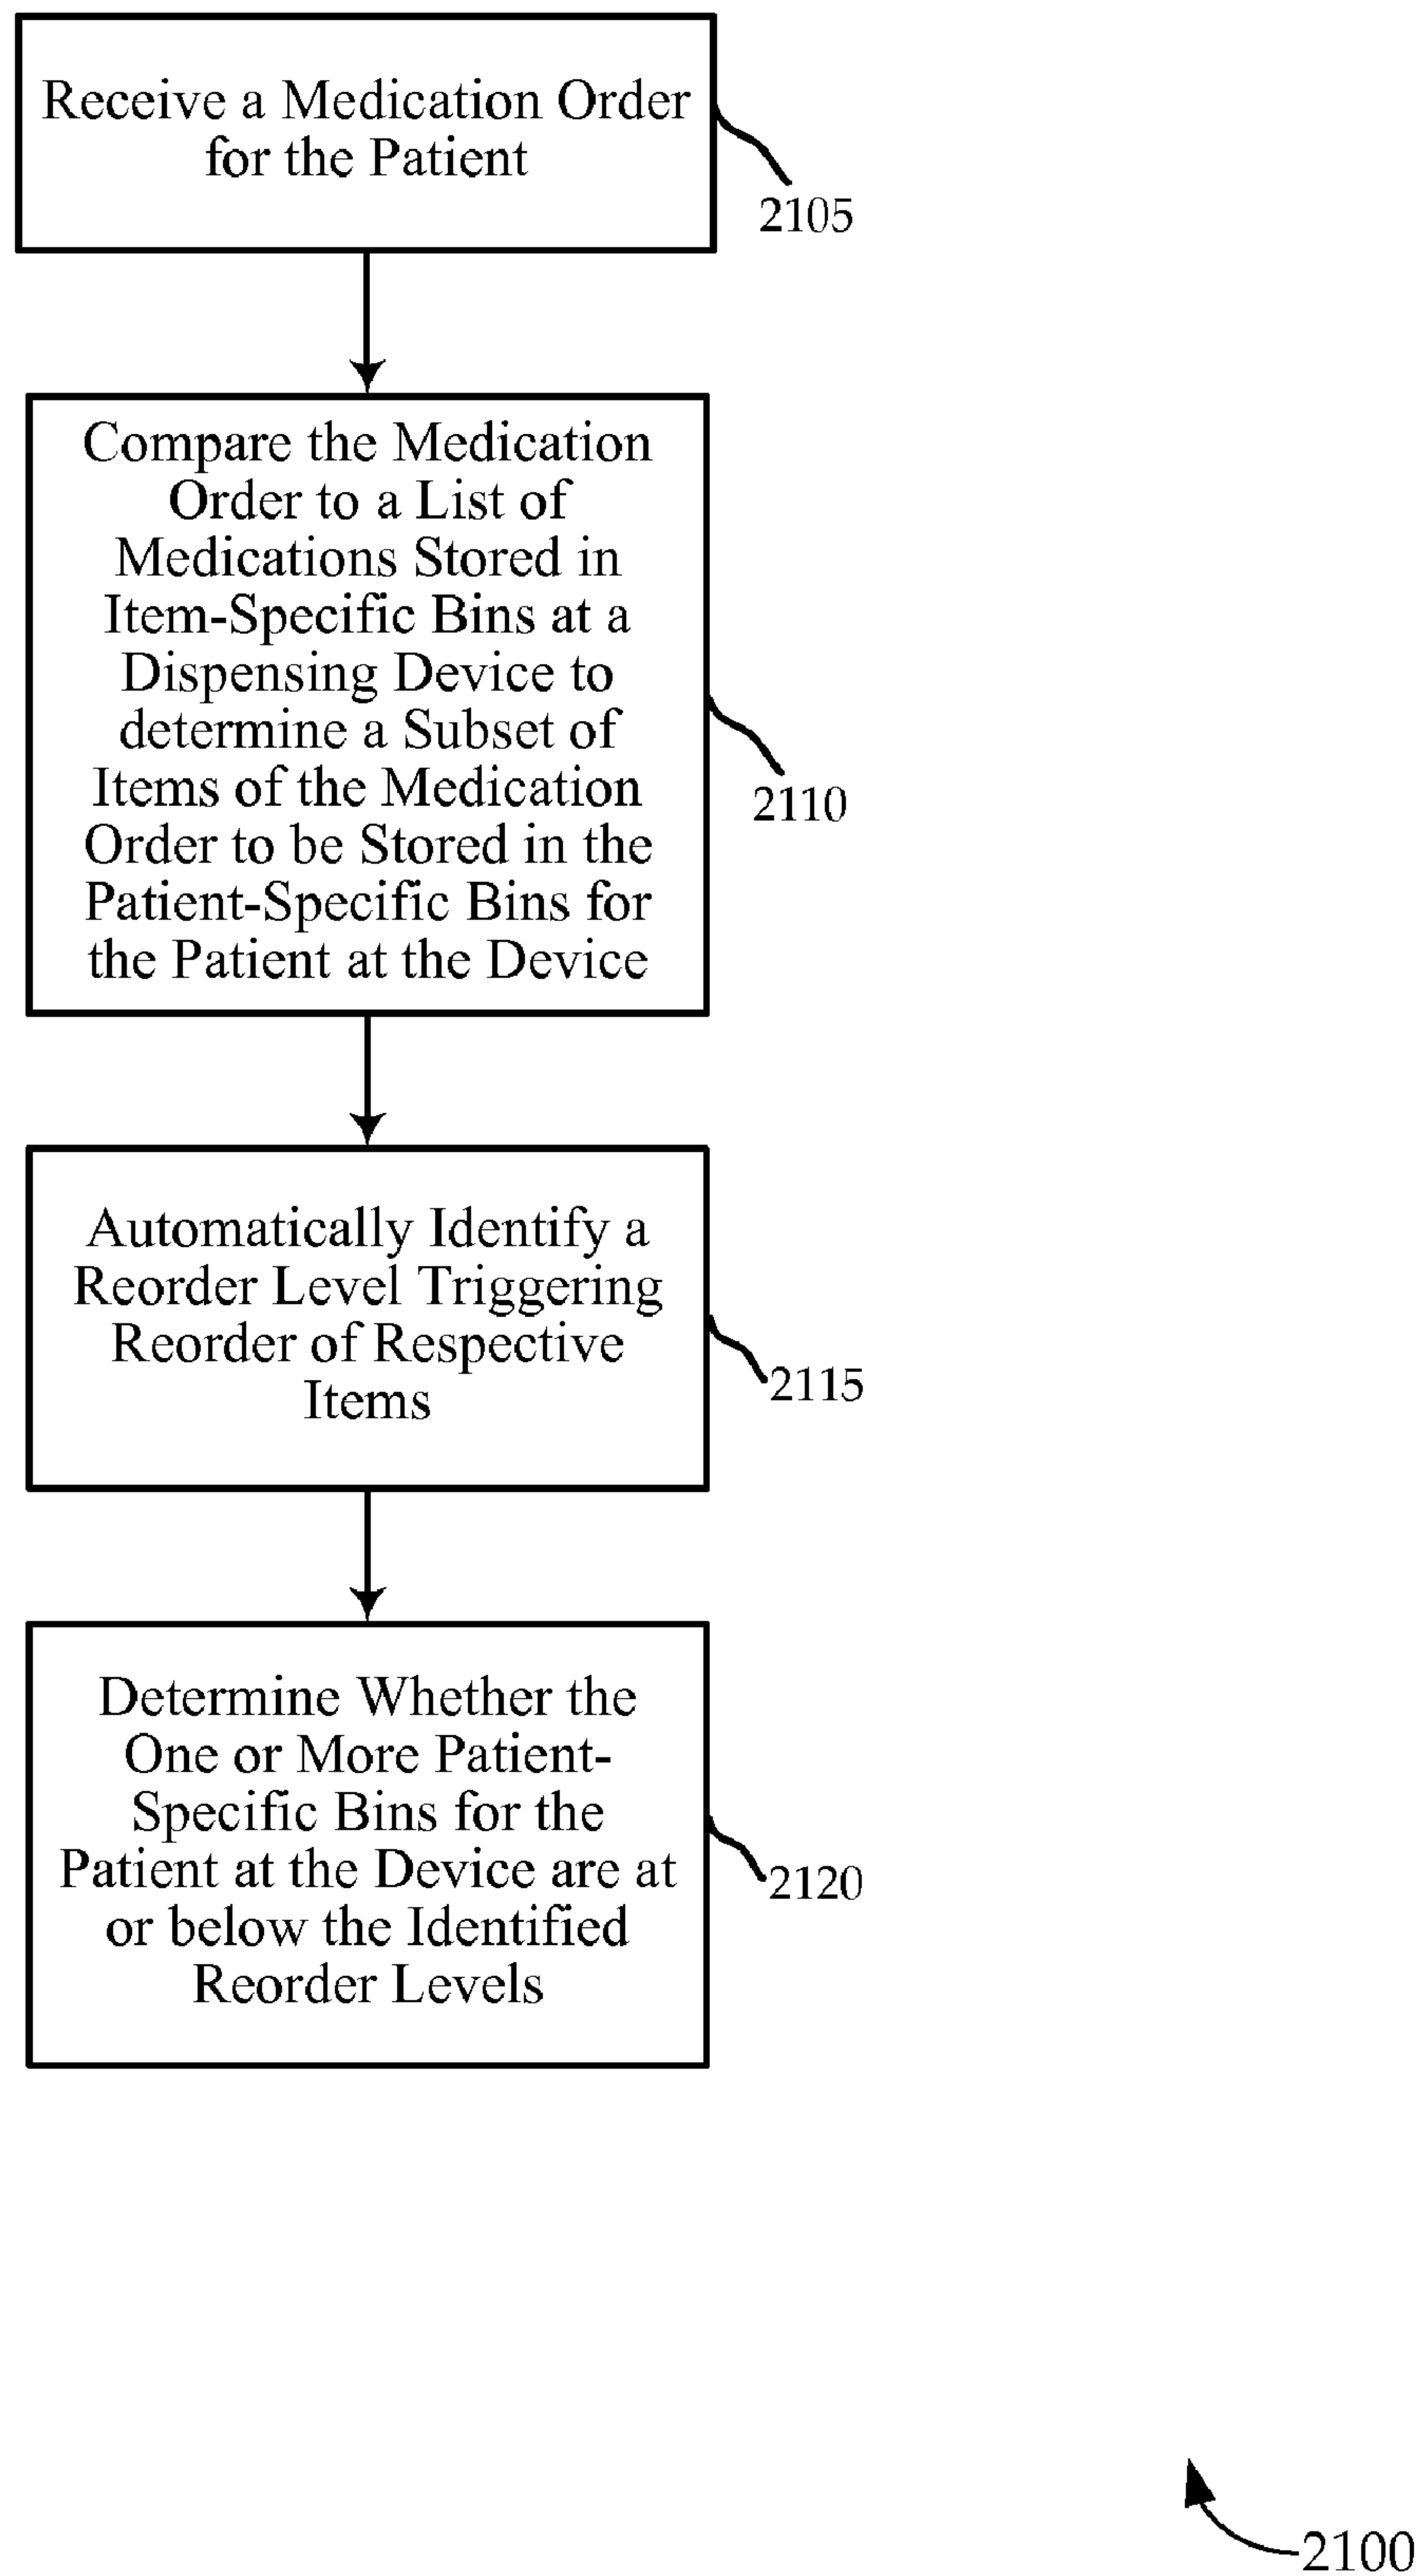 Receive a Medication Order
for the Patient
2105
Compare the Medication
Order to a List of
Medications Stored in
Item-Specific Bins at a
Dispensing Device to
determine a Subset of
Items of the Medication
Order to be Stored in the
Patient-Specific Bins for
the Patient at the Device
2110
Automatically Identify a
Reorder Level Triggering
Reorder of Respective
Items
2115
Determine Whether the
One or More Patient-
Specific Bins for the
Patient at the Device are at
or below the Identified
Reorder Levels
2120
2100